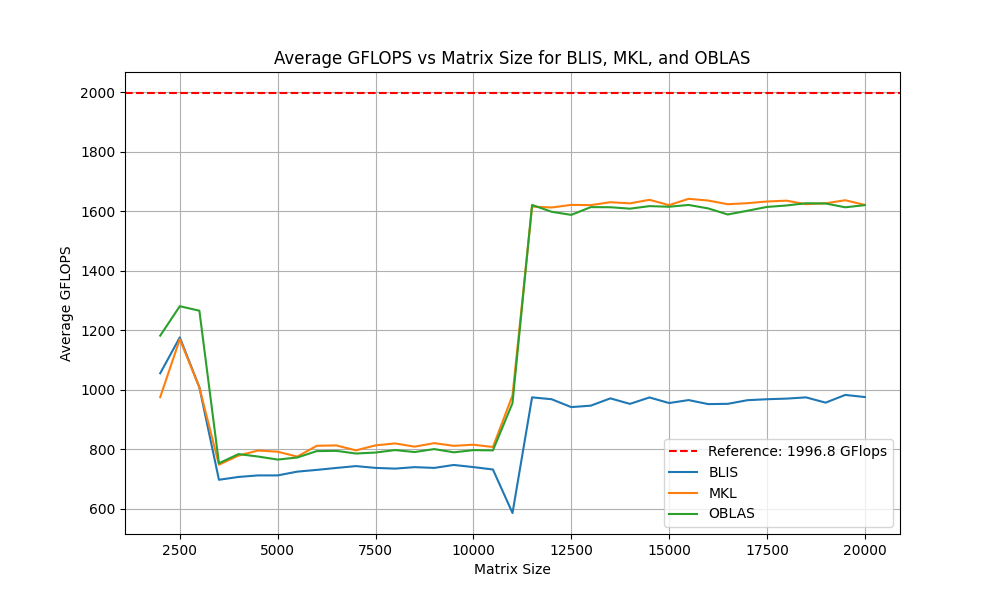 Average GFLOPS vs Matrix Size for BLIS, MKL, and OBLAS
Average GFLOPS
2000
1800
1600
1400
1200
1000
800
600
Reference: 1996.8 GFlops
BLIS
MKL
OBLAS
2500 5000 7500 10000 12500 15000 17500 20000
Matrix Size